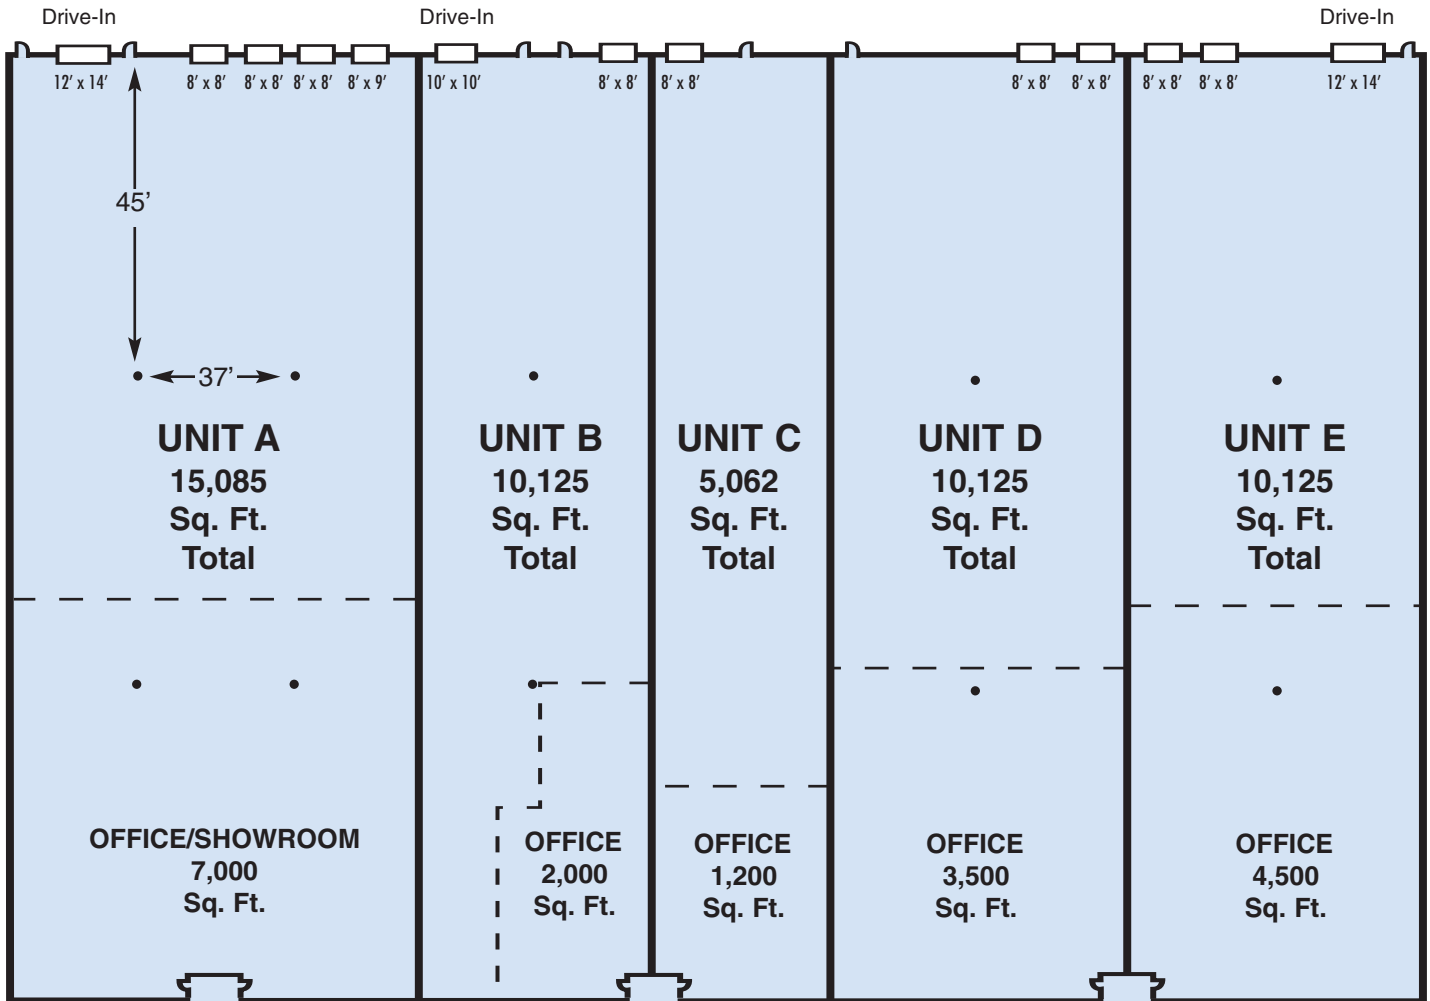 Drive-In
Drive-In
Drive-In
12’ x 14’
8’ x 8’
8’ x 8’
8’ x 8’
8’ x 9’
10’ x 10’
8’ x 8’
8’ x 8’
8’ x 8’
8’ x 8’
8’ x 8’
8’ x 8’
12’ x 14’
45’
37’
UNIT A
15,085
Sq. Ft.
Total
UNIT B
10,125
Sq. Ft.
Total
UNIT C
5,062
Sq. Ft.
Total
UNIT D
10,125
Sq. Ft.
Total
UNIT E
10,125
Sq. Ft.
Total
OFFICE/SHOWROOM
7,000
Sq. Ft.
OFFICE
2,000
Sq. Ft.
OFFICE
1,200
Sq. Ft.
OFFICE
3,500
Sq. Ft.
OFFICE
4,500
Sq. Ft.